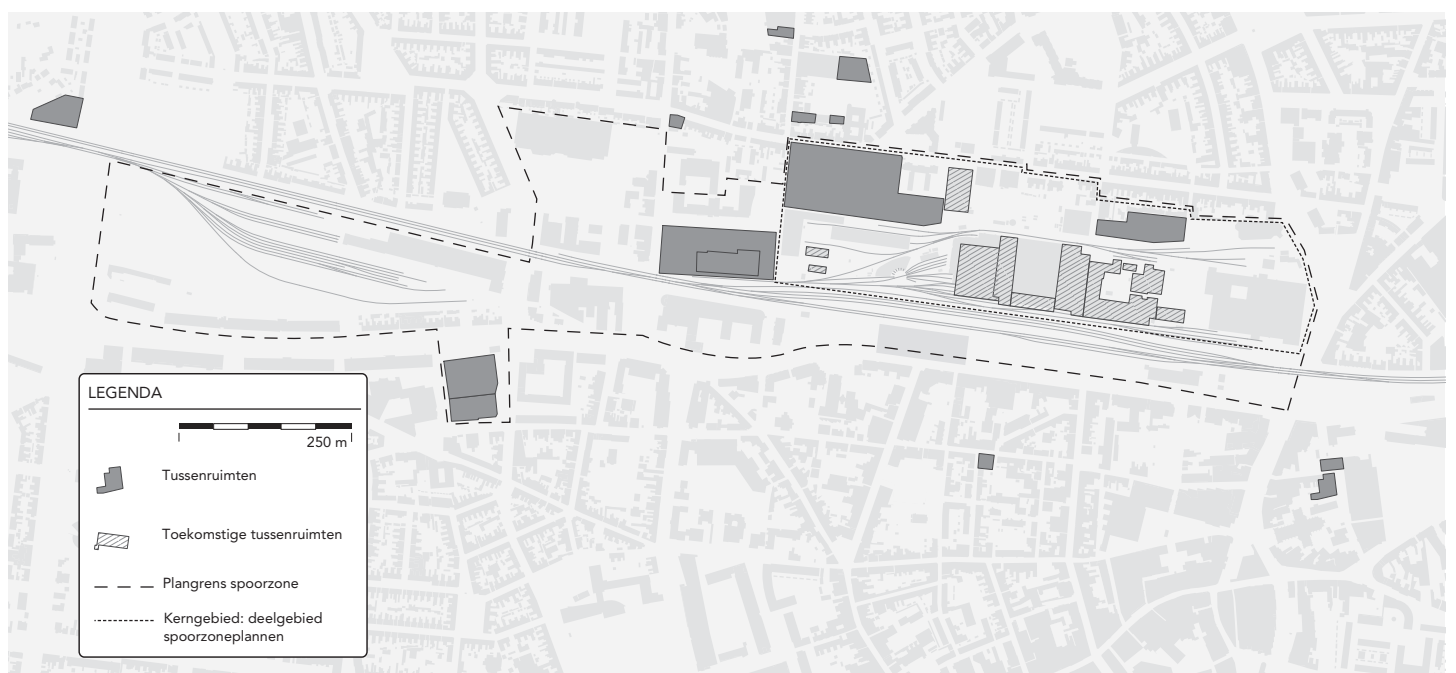 LEGENDA
250 m
Tussenruimten
Toekomstige tussenruimten
Plangrens spoorzone
Kerngebied: deelgebied
spoorzoneplannen